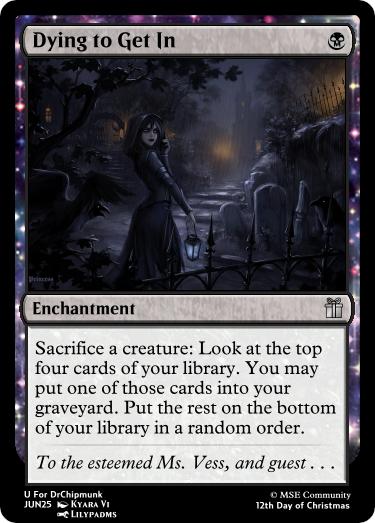 Dying to Get In
Princess
Enchantment
Sacrifice a creature: Look at the top
four cards of your library. You may
put one of those cards into your
graveyard. Put the rest on the bottom
of your library in a random order.
To the esteemed Ms. Vess, and guest . . .
U For DrChipmunk
© MSE Community
JUN25 Kyara Vi
12th Day of Christmas
Lilypadms